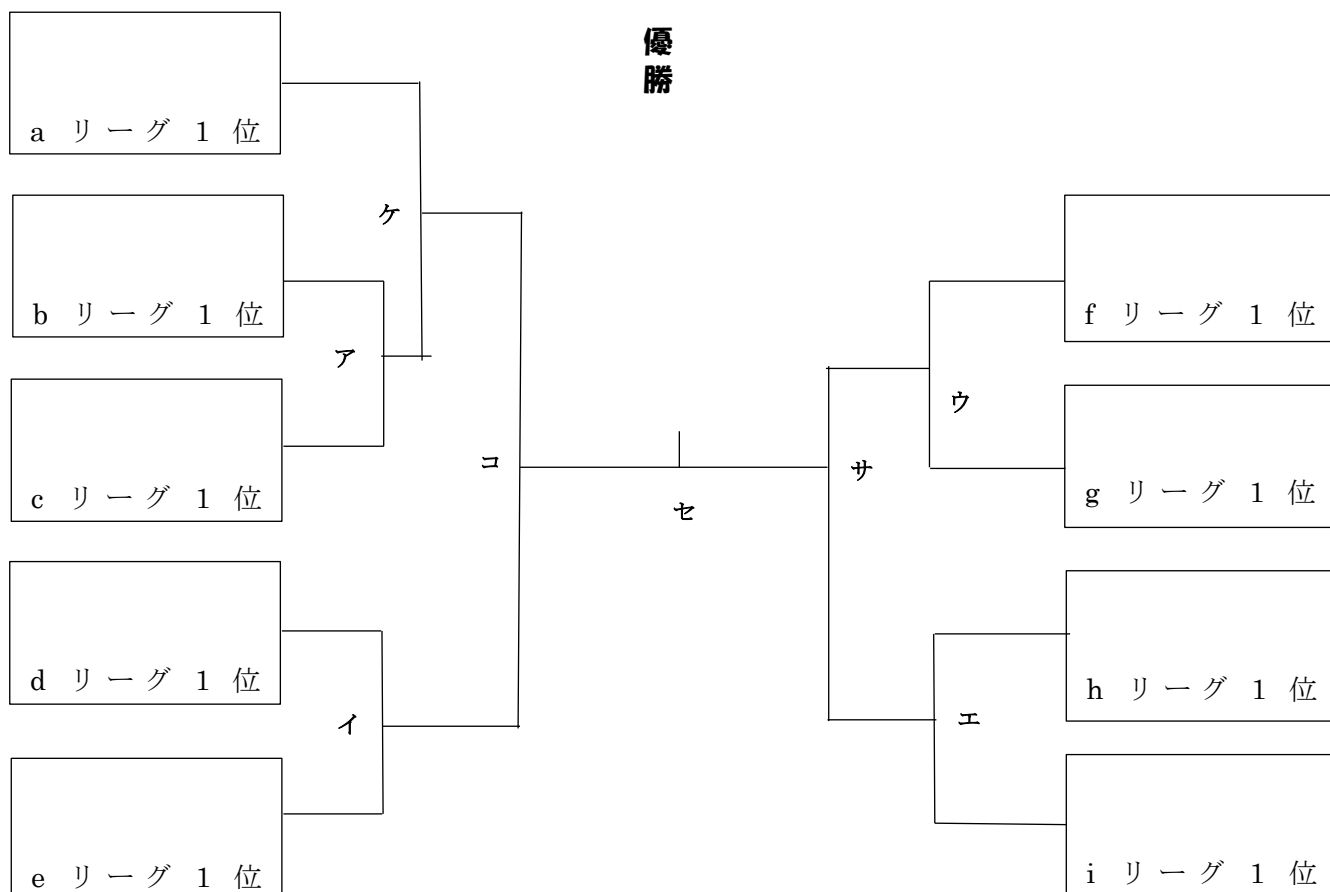 優
勝
a リーグ 1 位
ケ
b リーグ 1 位
ア
c リーグ 1 位
コ
d リーグ 1 位
イ
e リーグ 1 位
セ
f リーグ 1 位
ウ
サ
g リーグ 1 位
h リーグ 1 位
エ
i リーグ 1 位